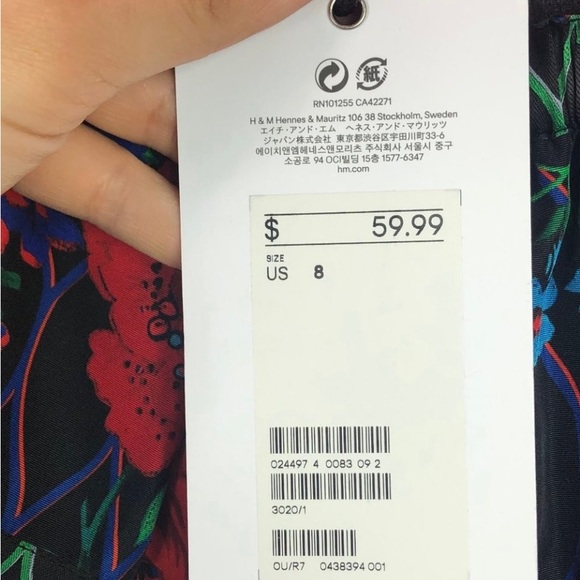 紙
RN101255 CA42271
H & M Hennes & Mauritz 106 38 Stockholm, Sweden
エイチ・アンド・エム ヘネス・アンド・マウリッツ
ジャパン株式会社 東京都渋谷区宇田川町33-6
에이치앤엠헤네스앤모리츠 주식회사 서울시 중구
소공로 94 OCI빌딩 15층 1577-6347
hm.com
$ 59.99
SIZE
US 8
024497 4 0083 09 2
3020/1
OU/R7 0438394 001